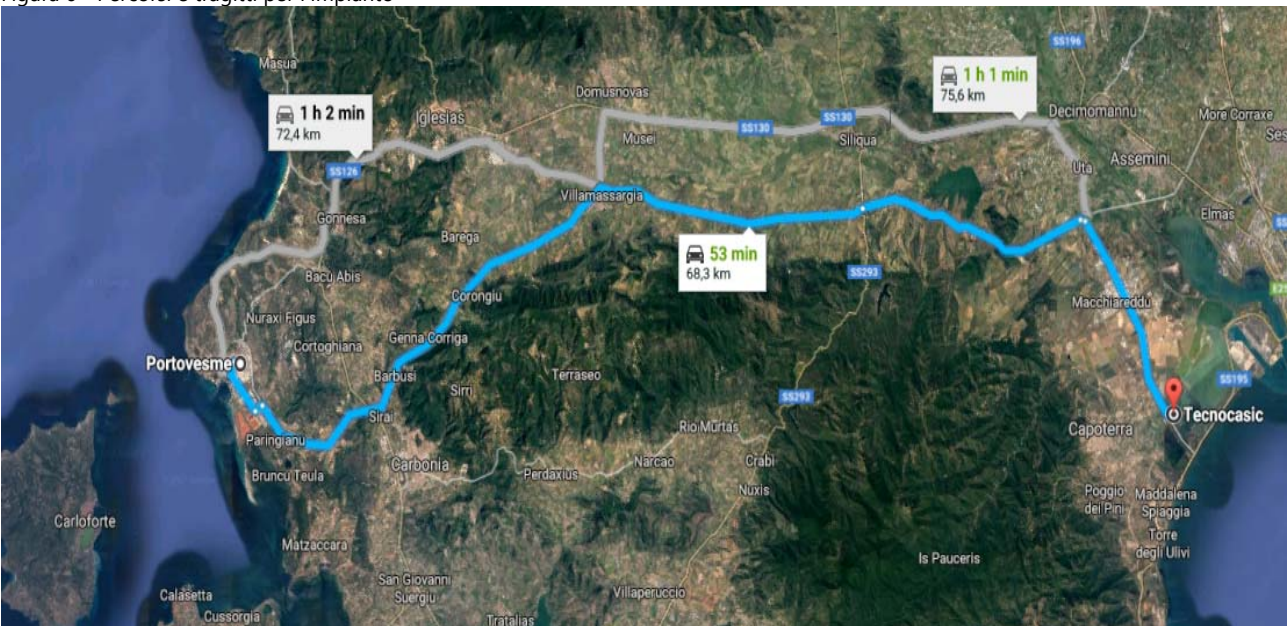 Masua
SS196
1 h 1 min
75,6 km
1 h 2 min
72,4 km
Iglesias
Domusnovas
Musei
SS130
SS130
Siliqua
Decimomannu
More Corraxe
Assemini
Uta
SS126
Villamassargia
Gonnesa
Elmas
Barega
53 min
68,3 km
SS293
Bacu Abis
Corongiu
Macchiareddu
Nuraxi Figus
Cortoghiana
Genna Corriga
Portovesme
Barbusi
Terraseo
Sirri
SS195
SS293
Tecnocasic
Sirai
Capoterra
Paringianu
Rio Murtas
Carbonia
Narcao
Crabi
Bruncu Teula
Perdaxius
Nuxis
Poggio
dei Pini
Maddalena
Spiaggia
Carloforte
Torre
degli Ulivi
Matzaccara
Is Pauceris
San Giovanni
Suergiu
Villaperuccio
Calasetta
Cussorgia
Tratalias